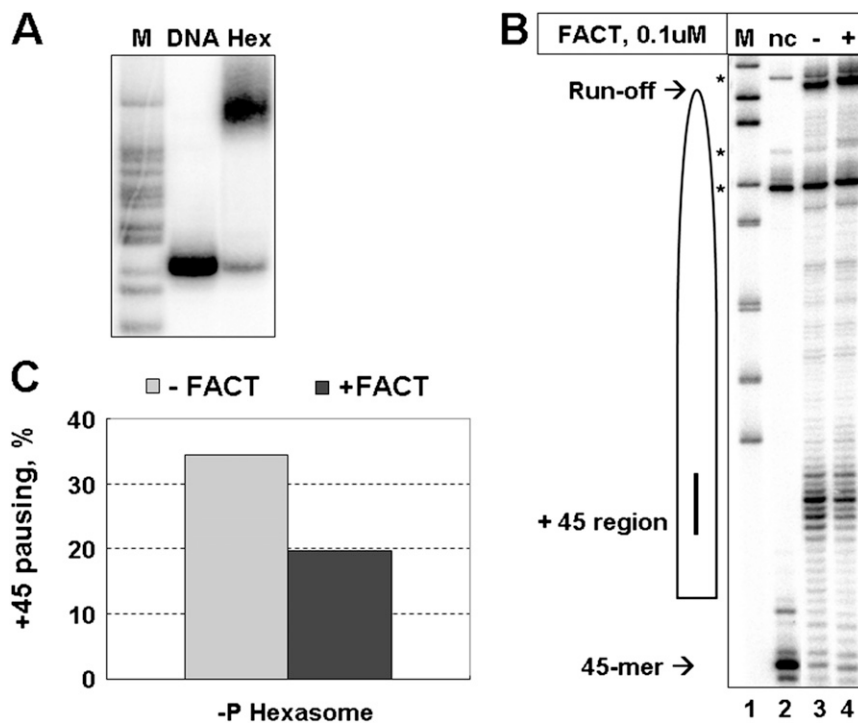 A
M DNA Hex
B
FACT, 0.1uM M nc - +
Run-off →
*
*
*
+ 45 region
45-mer →
1 2 3 4
C
- FACT +FACT
+45 pausing, %
40
30
20
10
0
-P Hexasome